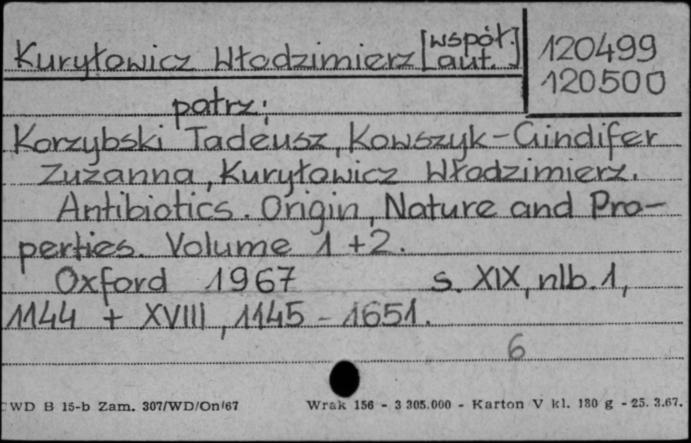 Kuryłowicz Włodzimierz [współ. aut.] 120499
120500
patrz:
Korzybski Tadeusz, Kowszyk-Gindifer
Zuzanna, Kuryłowicz Włodzimierz.
Antibiotics. Origin, Nature and Pro-
perties. Volume 1 + 2.
Oxford 1967 s. XIX, nlb. 1,
1144 + XVIII, 1145 - 1651.
6
CWD B 15-b Zam. 307/WD/On/67 Wrak 156 - 3 305.000 - Karton V kl. 180 g - 25. 3.67.